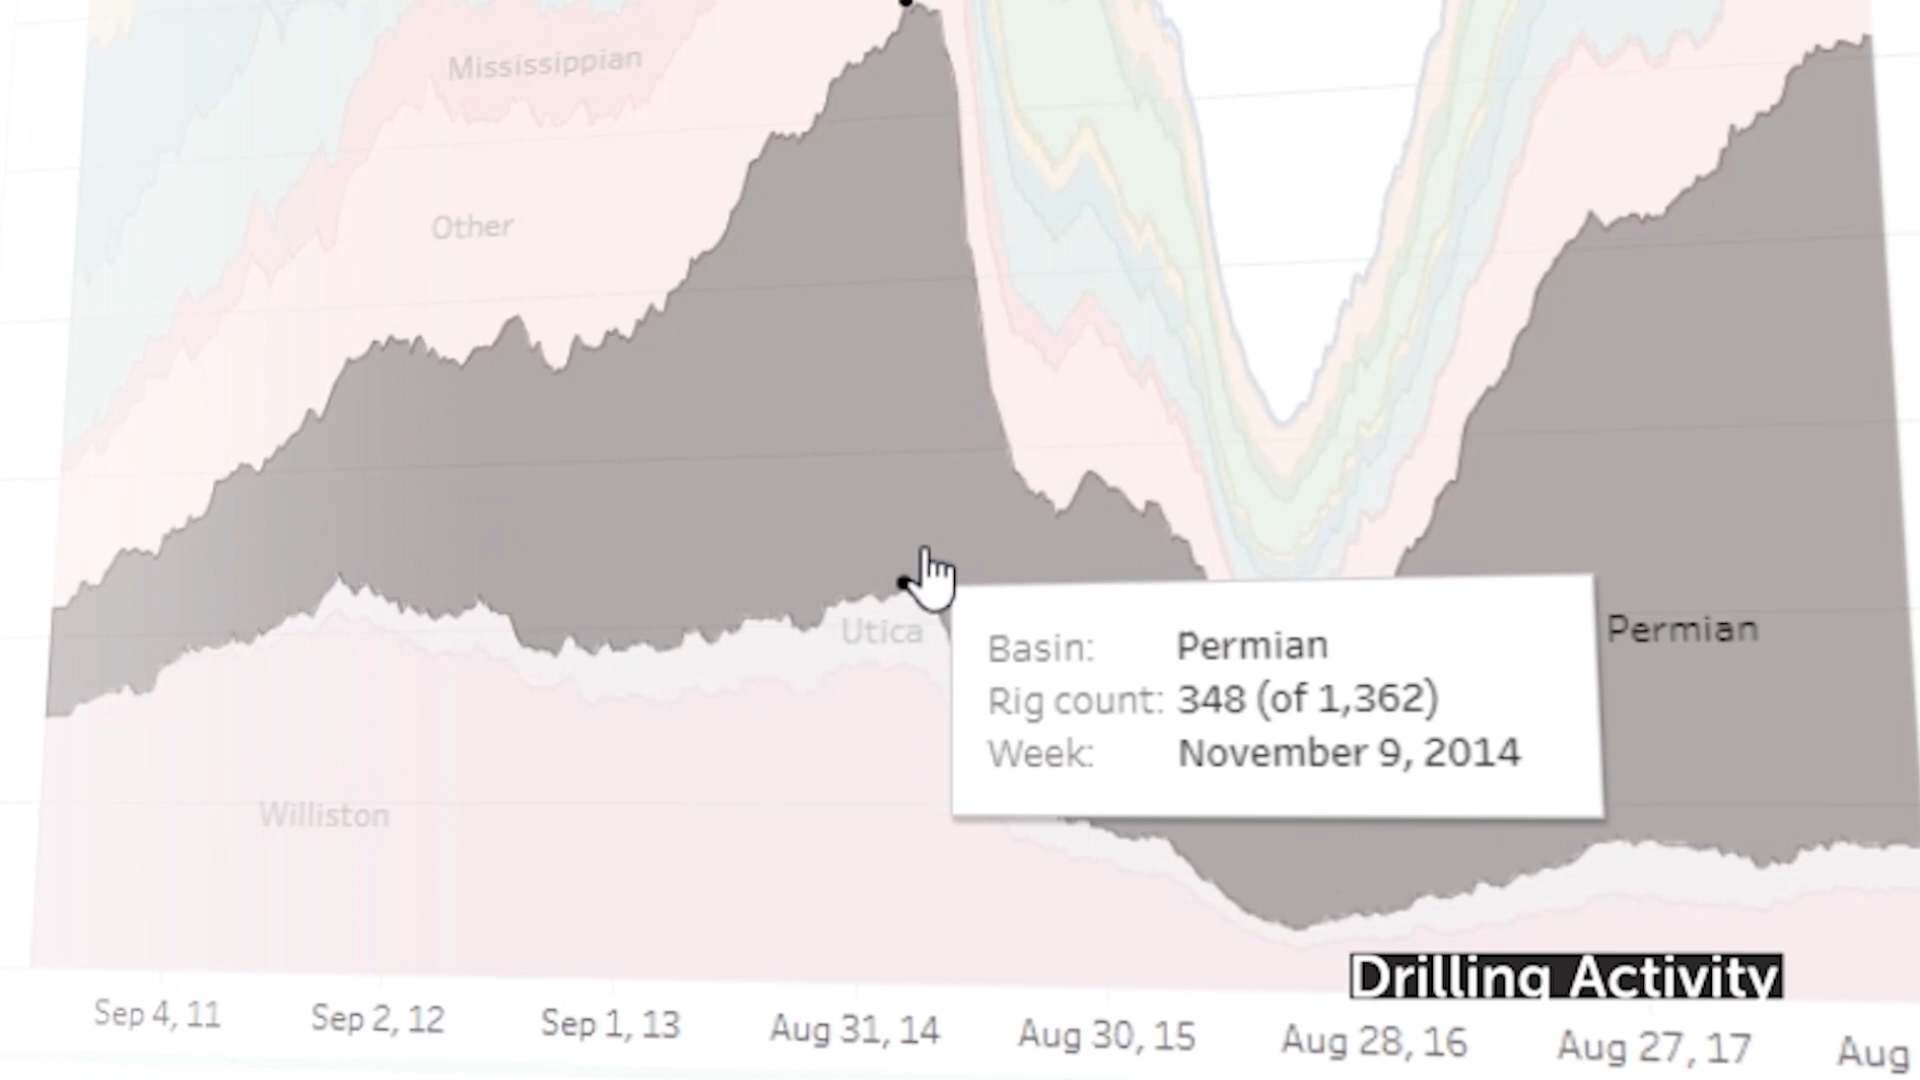 Mississippian
Other
Utica
Basin: Permian
Rig count: 348 (of 1,362)
Week: November 9, 2014
Permian
Williston
Drilling Activity
Sep 4, 11
Sep 2, 12
Sep 1, 13
Aug 31, 14
Aug 30, 15
Aug 28, 16
Aug 27, 17
Aug